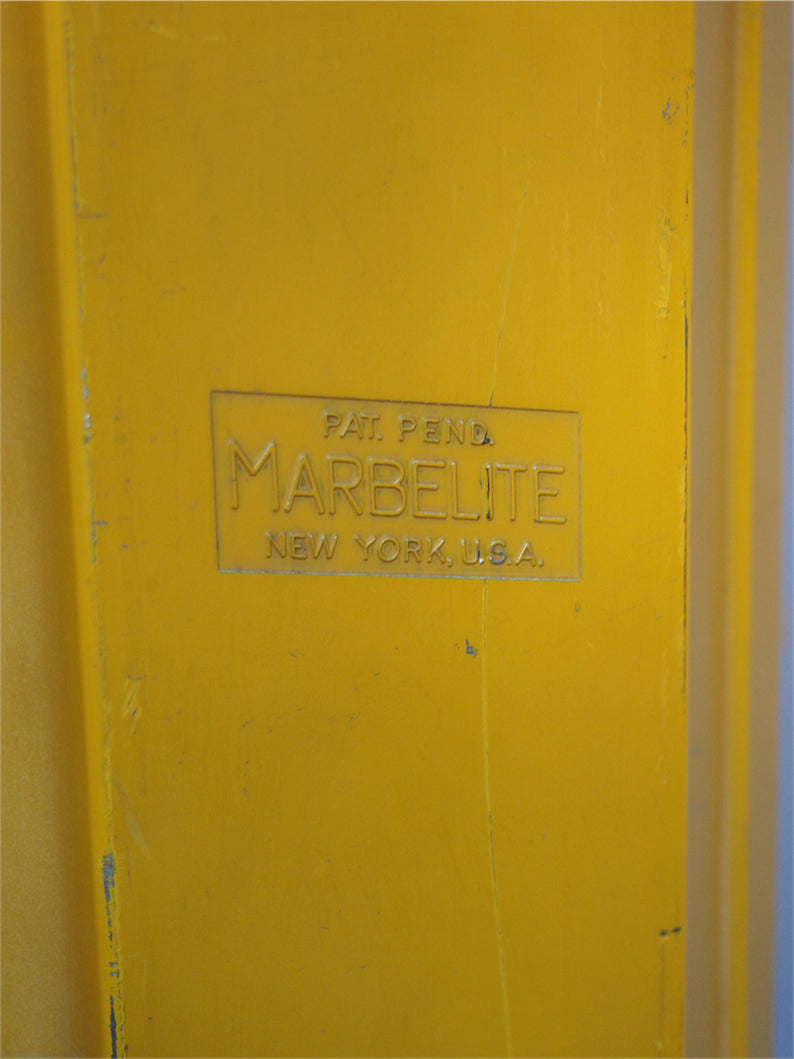 PAT. PEND.
MARBELITE
NEW YORK, U.S.A.